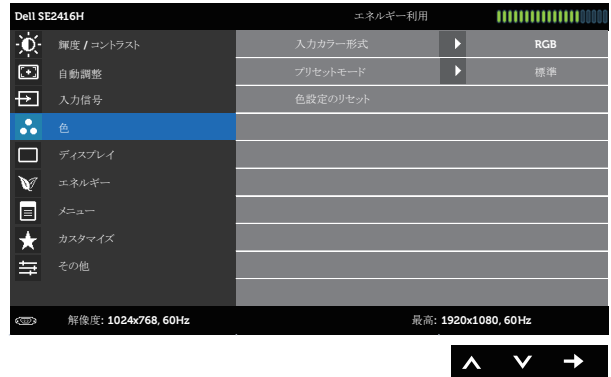 Dell SE2416H エネルギー利用
輝度 / コントラスト 入力カラー形式 RGB
自動調整 プリセットモード 標準
入力信号 色設定のリセット
色
ディスプレイ
エネルギー
メニュー
カスタマイズ
その他
解像度: 1024x768, 60Hz 最高: 1920x1080, 60Hz